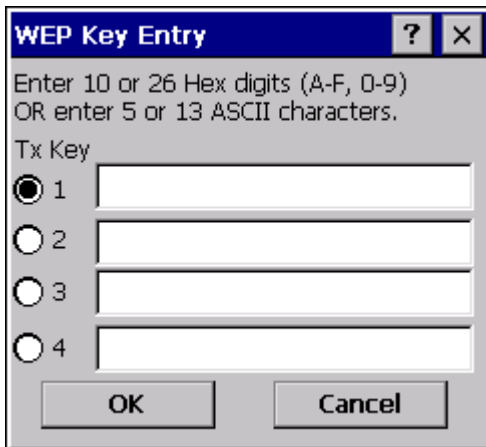 WEP Key Entry ? ×
Enter 10 or 26 Hex digits (A-F, 0-9)
OR enter 5 or 13 ASCII characters.
Tx Key
1
2
3
4
OK Cancel